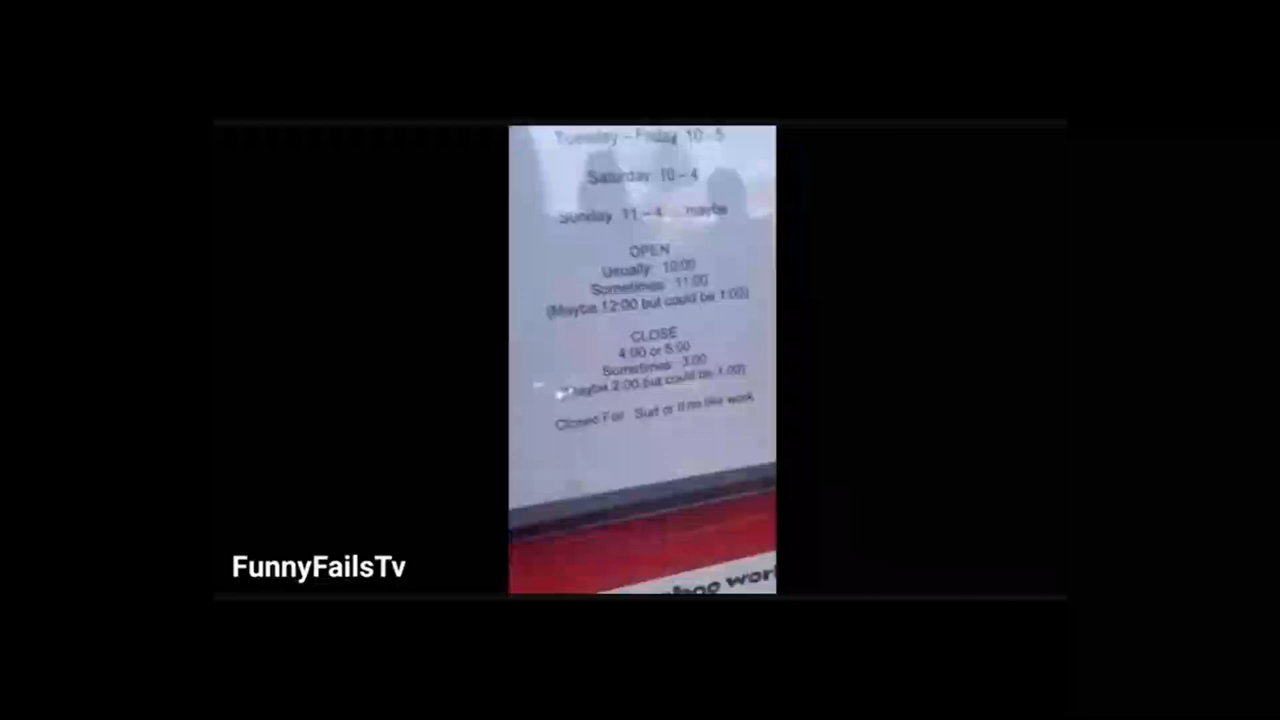 Tuesday - Friday 10 - 5
Saturday 10 - 4
Sunday 11 - 4 maybe
OPEN
Usually 10:00
Sometimes 11:00
(Maybe 12:00 but could be 1:00)
CLOSE
4:00 or 5:00
Sometimes 3:00
(Maybe 2:00 but could be 1:00)
Closed For Surf or if no like work
FunnyFailsTv